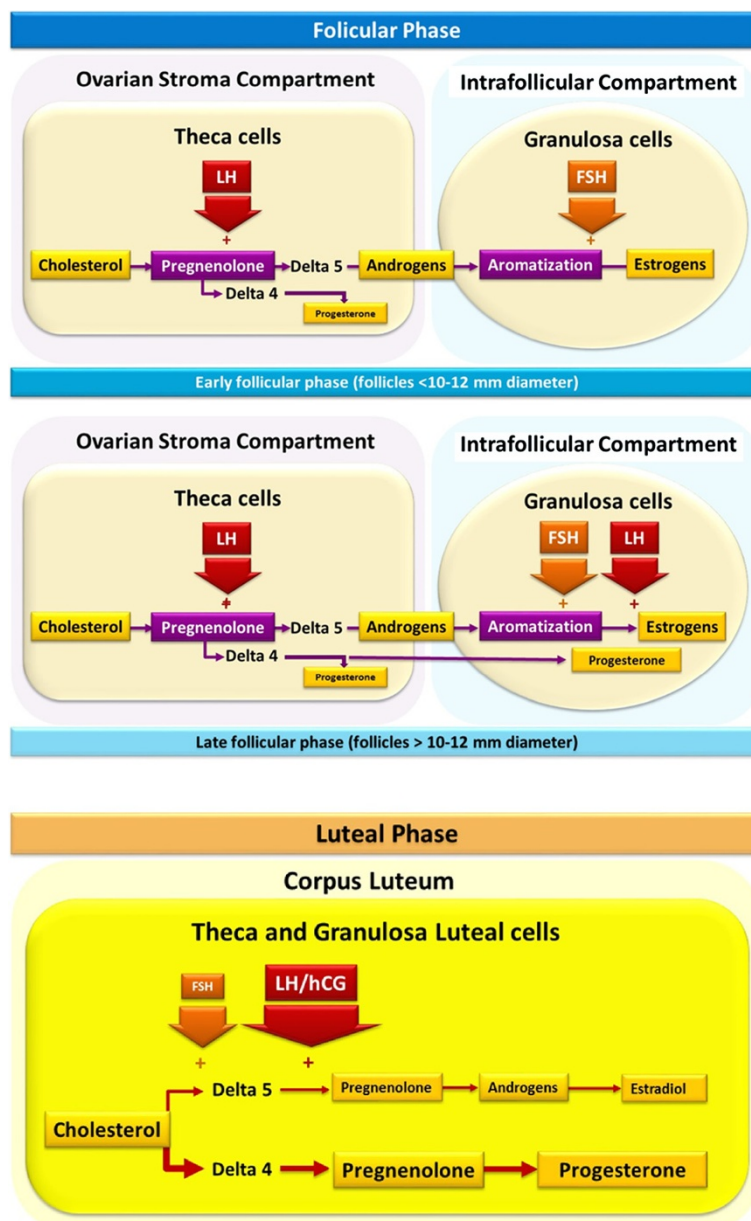 Folicular Phase
Ovarian Stroma Compartment
Intrafollicular Compartment
Theca cells
Granulosa cells
LH
FSH
+
+
Cholesterol
Pregnenolone
Delta 5
Androgens
Aromatization
Estrogens
Delta 4
Progesterone
Early follicular phase (follicles <10-12 mm diameter)
Ovarian Stroma Compartment
Intrafollicular Compartment
Theca cells
Granulosa cells
LH
FSH
LH
+
+
+
Cholesterol
Pregnenolone
Delta 5
Androgens
Aromatization
Estrogens
Delta 4
Progesterone
Progesterone
Late follicular phase (follicles > 10-12 mm diameter)
Luteal Phase
Corpus Luteum
Theca and Granulosa Luteal cells
FSH
LH/hCG
+
+
Delta 5
Pregnenolone
Androgens
Estradiol
Cholesterol
Delta 4
Pregnenolone
Progesterone